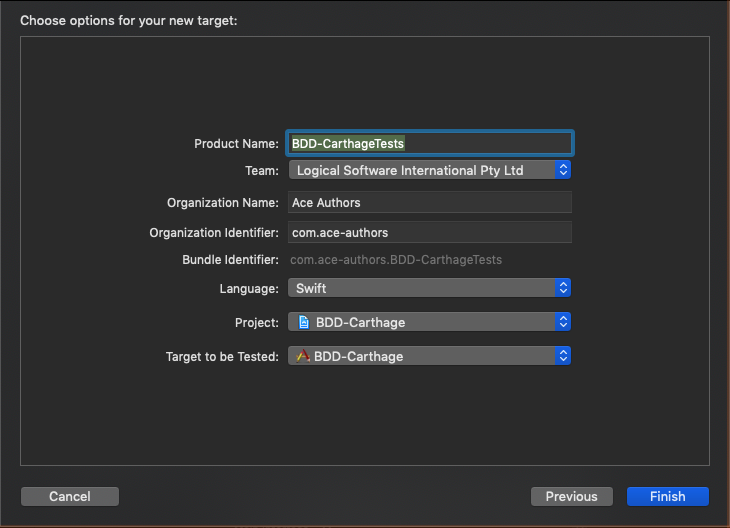 Choose options for your new target:
Product Name: BDD-CarthageTests
Team: Logical Software International Pty Ltd
Organization Name: Ace Authors
Organization Identifier: com.ace-authors
Bundle Identifier: com.ace-authors.BDD-CarthageTests
Language: Swift
Project: BDD-Carthage
Target to be Tested: BDD-Carthage
Cancel Previous Finish